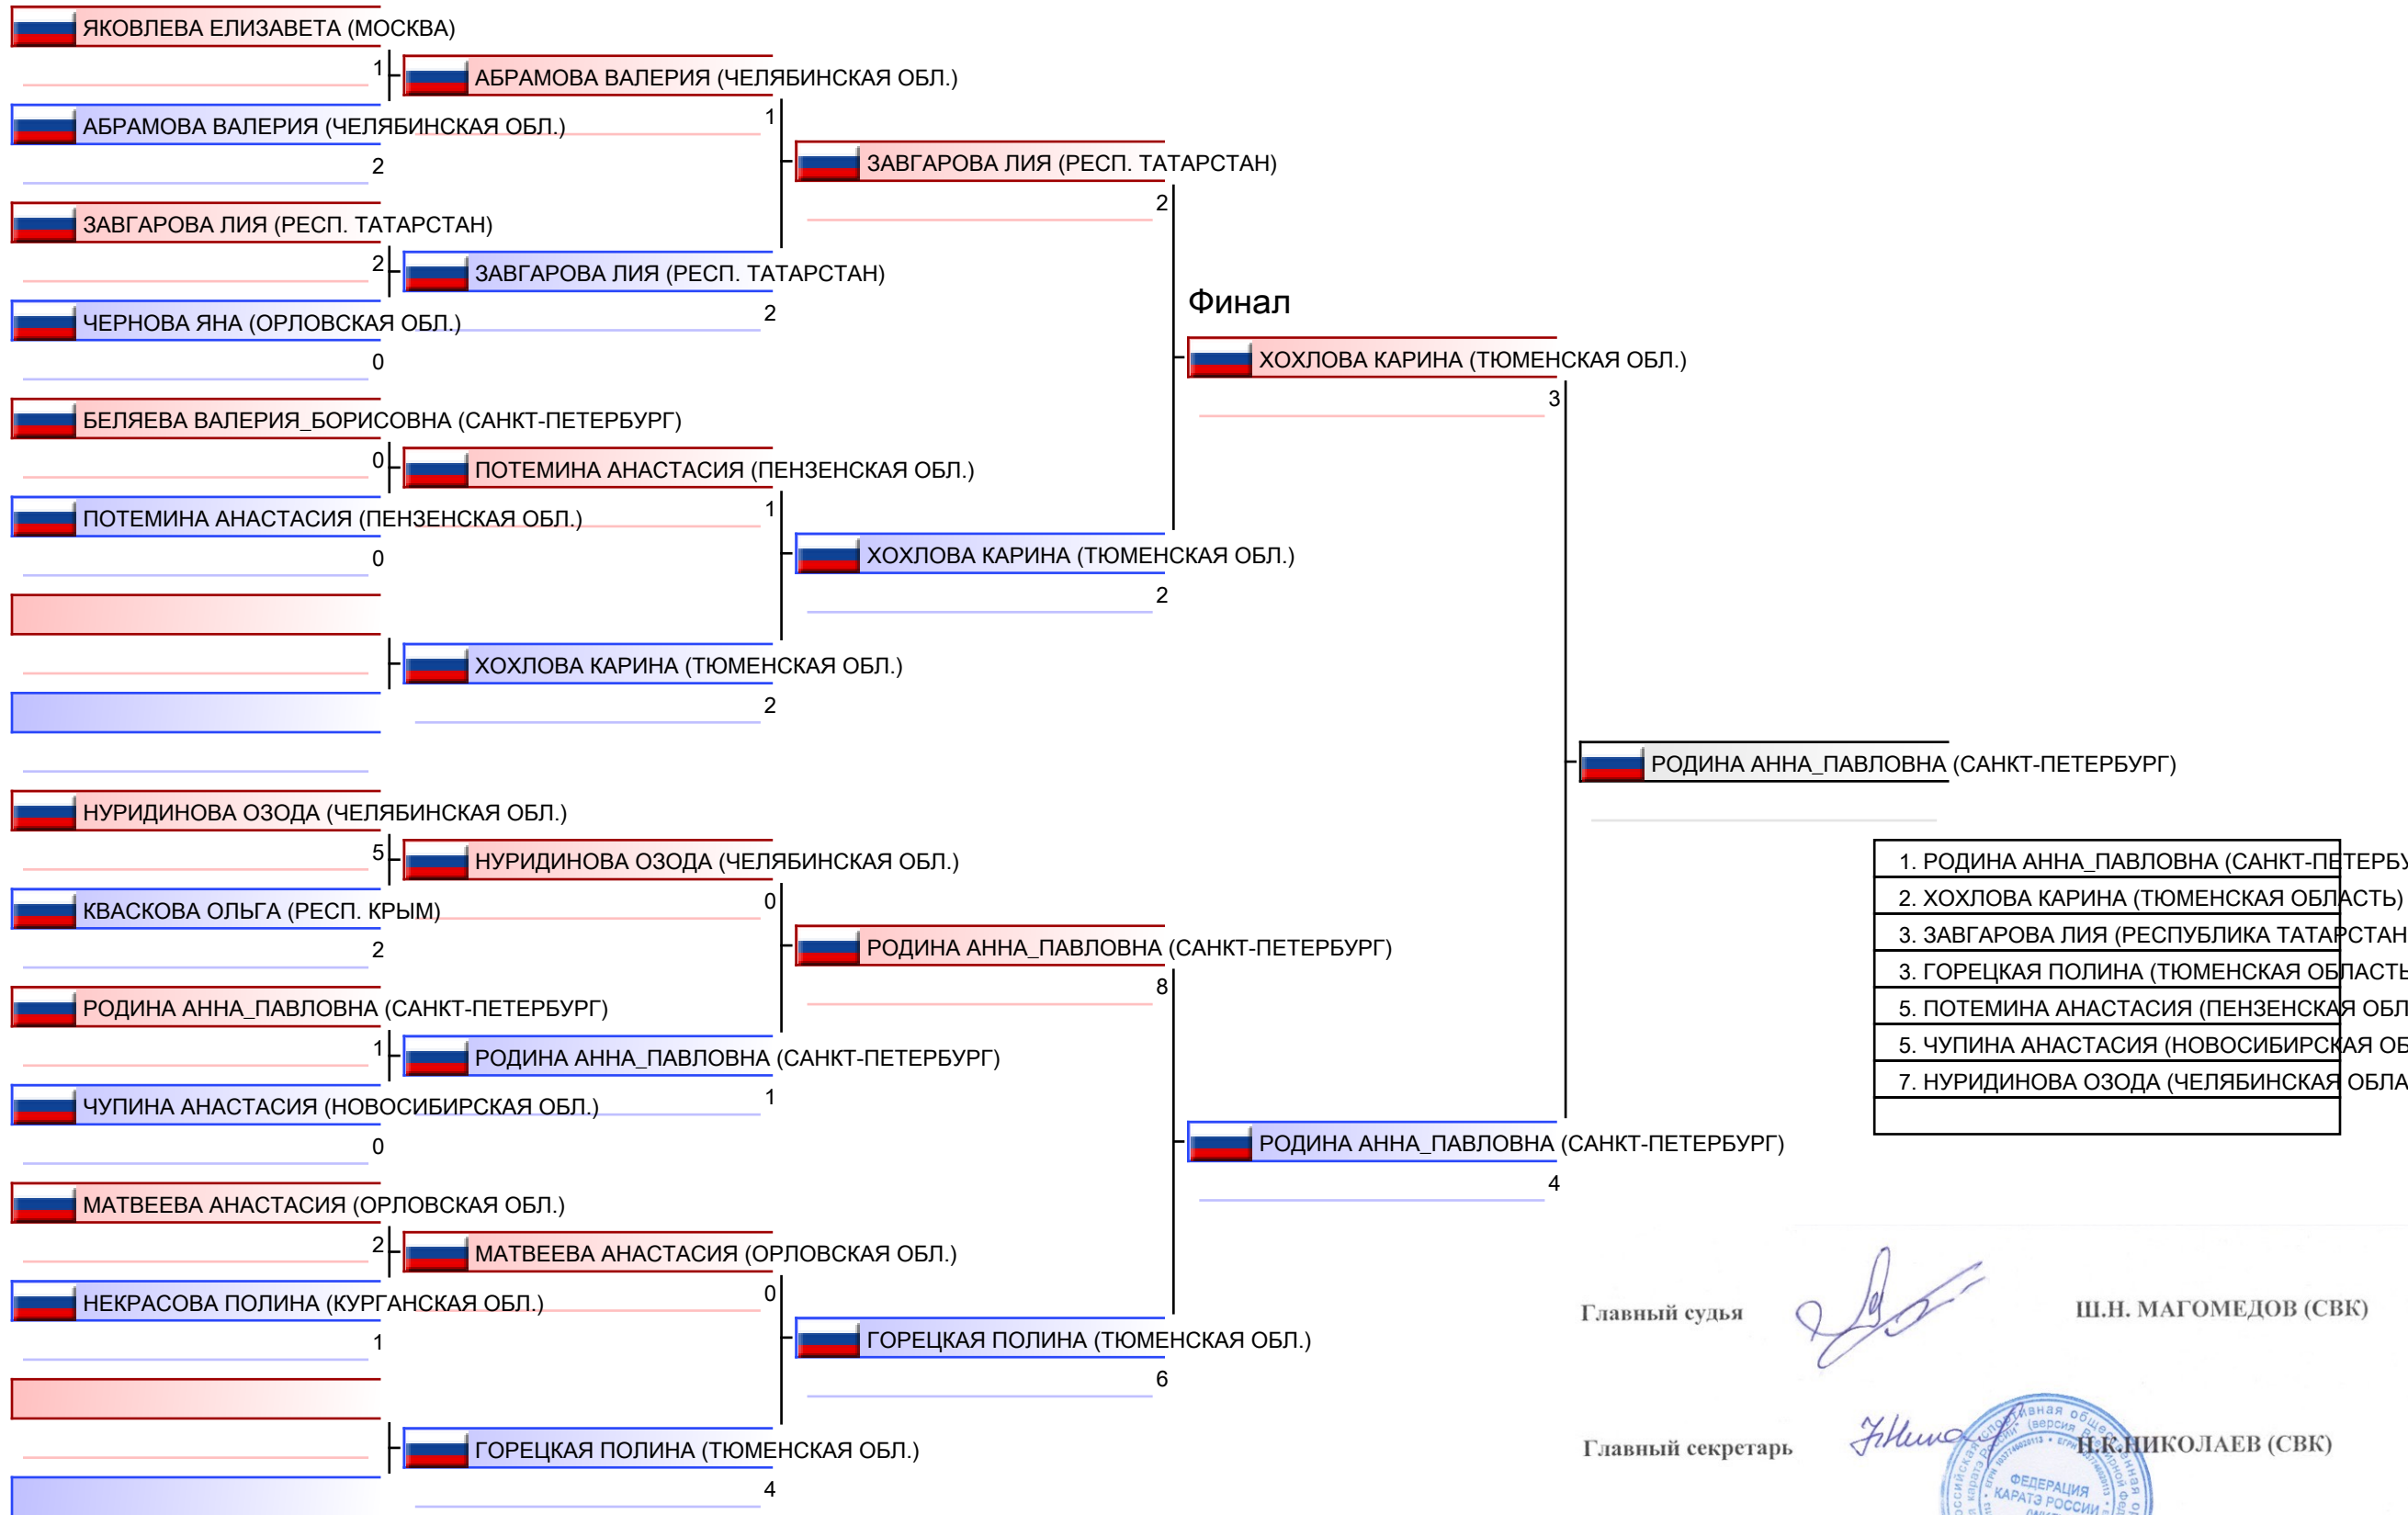 ЯКОВЛЕВА ЕЛИЗАВЕТА (МОСКВА)
1
АБРАМОВА ВАЛЕРИЯ (ЧЕЛЯБИНСКАЯ ОБЛ.)
2
ЗАВГАРОВА ЛИЯ (РЕСП. ТАТАРСТАН)
2
ЧЕРНОВА ЯНА (ОРЛОВСКАЯ ОБЛ.)
0
БЕЛЯЕВА ВАЛЕРИЯ_БОРИСОВНА (САНКТ-ПЕТЕРБУРГ)
0
ПОТЕМИНА АНАСТАСИЯ (ПЕНЗЕНСКАЯ ОБЛ.)
0
НУРИДИНОВА ОЗОДА (ЧЕЛЯБИНСКАЯ ОБЛ.)
5
КВАСКОВА ОЛЬГА (РЕСП. КРЫМ)
2
РОДИНА АННА_ПАВЛОВНА (САНКТ-ПЕТЕРБУРГ)
1
ЧУПИНА АНАСТАСИЯ (НОВОСИБИРСКАЯ ОБЛ.)
0
МАТВЕЕВА АНАСТАСИЯ (ОРЛОВСКАЯ ОБЛ.)
2
НЕКРАСОВА ПОЛИНА (КУРГАНСКАЯ ОБЛ.)
1
АБРАМОВА ВАЛЕРИЯ (ЧЕЛЯБИНСКАЯ ОБЛ.)
1
ЗАВГАРОВА ЛИЯ (РЕСП. ТАТАРСТАН)
2
ПОТЕМИНА АНАСТАСИЯ (ПЕНЗЕНСКАЯ ОБЛ.)
1
ХОХЛОВА КАРИНА (ТЮМЕНСКАЯ ОБЛ.)
2
НУРИДИНОВА ОЗОДА (ЧЕЛЯБИНСКАЯ ОБЛ.)
0
РОДИНА АННА_ПАВЛОВНА (САНКТ-ПЕТЕРБУРГ)
1
МАТВЕЕВА АНАСТАСИЯ (ОРЛОВСКАЯ ОБЛ.)
0
ГОРЕЦКАЯ ПОЛИНА (ТЮМЕНСКАЯ ОБЛ.)
4
ЗАВГАРОВА ЛИЯ (РЕСП. ТАТАРСТАН)
2
ХОХЛОВА КАРИНА (ТЮМЕНСКАЯ ОБЛ.)
2
РОДИНА АННА_ПАВЛОВНА (САНКТ-ПЕТЕРБУРГ)
8
ГОРЕЦКАЯ ПОЛИНА (ТЮМЕНСКАЯ ОБЛ.)
6
Финал
ХОХЛОВА КАРИНА (ТЮМЕНСКАЯ ОБЛ.)
3
РОДИНА АННА_ПАВЛОВНА (САНКТ-ПЕТЕРБУРГ)
4
РОДИНА АННА_ПАВЛОВНА (САНКТ-ПЕТЕРБУРГ)
1. РОДИНА АННА_ПАВЛОВНА (САНКТ-ПЕТЕРБУ
2. ХОХЛОВА КАРИНА (ТЮМЕНСКАЯ ОБЛАСТЬ)
3. ЗАВГАРОВА ЛИЯ (РЕСПУБЛИКА ТАТАРСТАН
3. ГОРЕЦКАЯ ПОЛИНА (ТЮМЕНСКАЯ ОБЛАСТЬ
5. ПОТЕМИНА АНАСТАСИЯ (ПЕНЗЕНСКАЯ ОБЛ
5. ЧУПИНА АНАСТАСИЯ (НОВОСИБИРСКАЯ ОБ
7. НУРИДИНОВА ОЗОДА (ЧЕЛЯБИНСКАЯ ОБЛА
Главный судья Ш.Н. МАГОМЕДОВ (СВК)
Главный секретарь Н.К.НИКОЛАЕВ (СВК)
ФЕДЕРАЦИЯ
КАРАТЭ РОССИИ